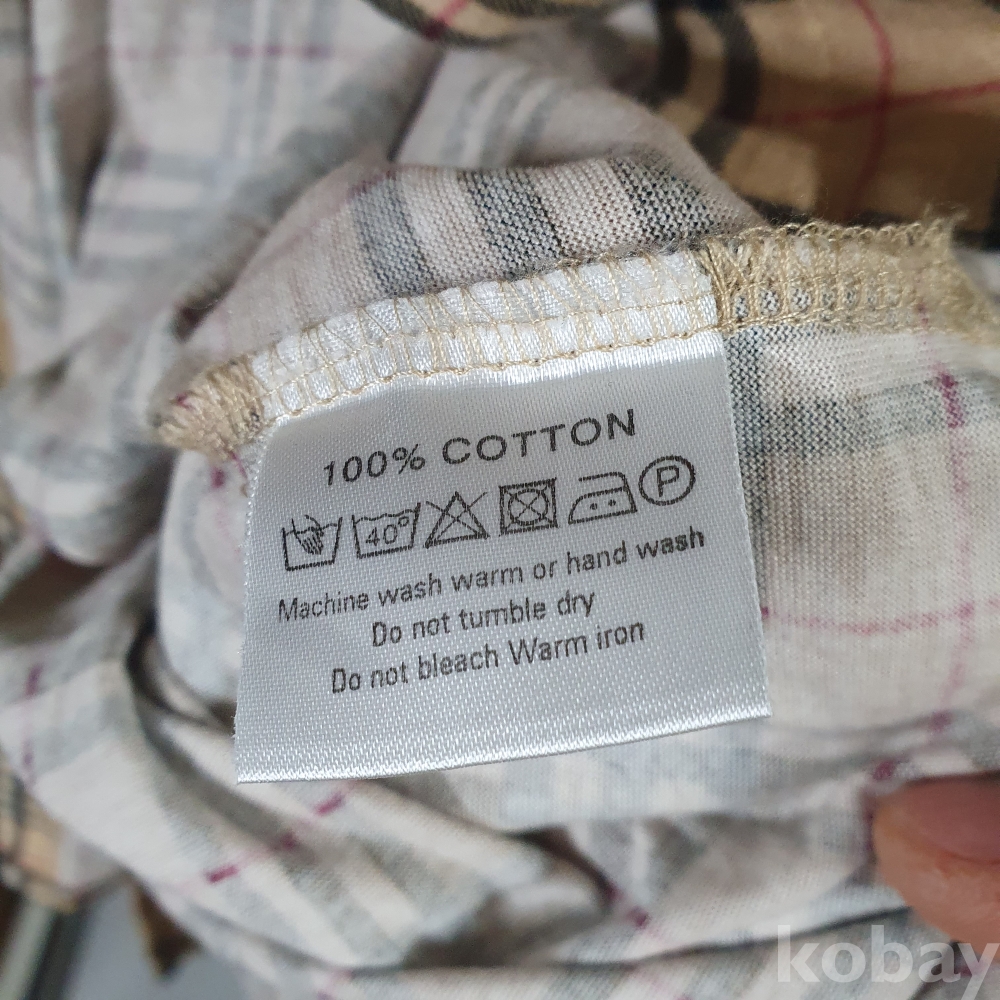 100% COTTON
40°
P
Machine wash warm or hand wash
Do not tumble dry
Do not bleach Warm iron
kobay